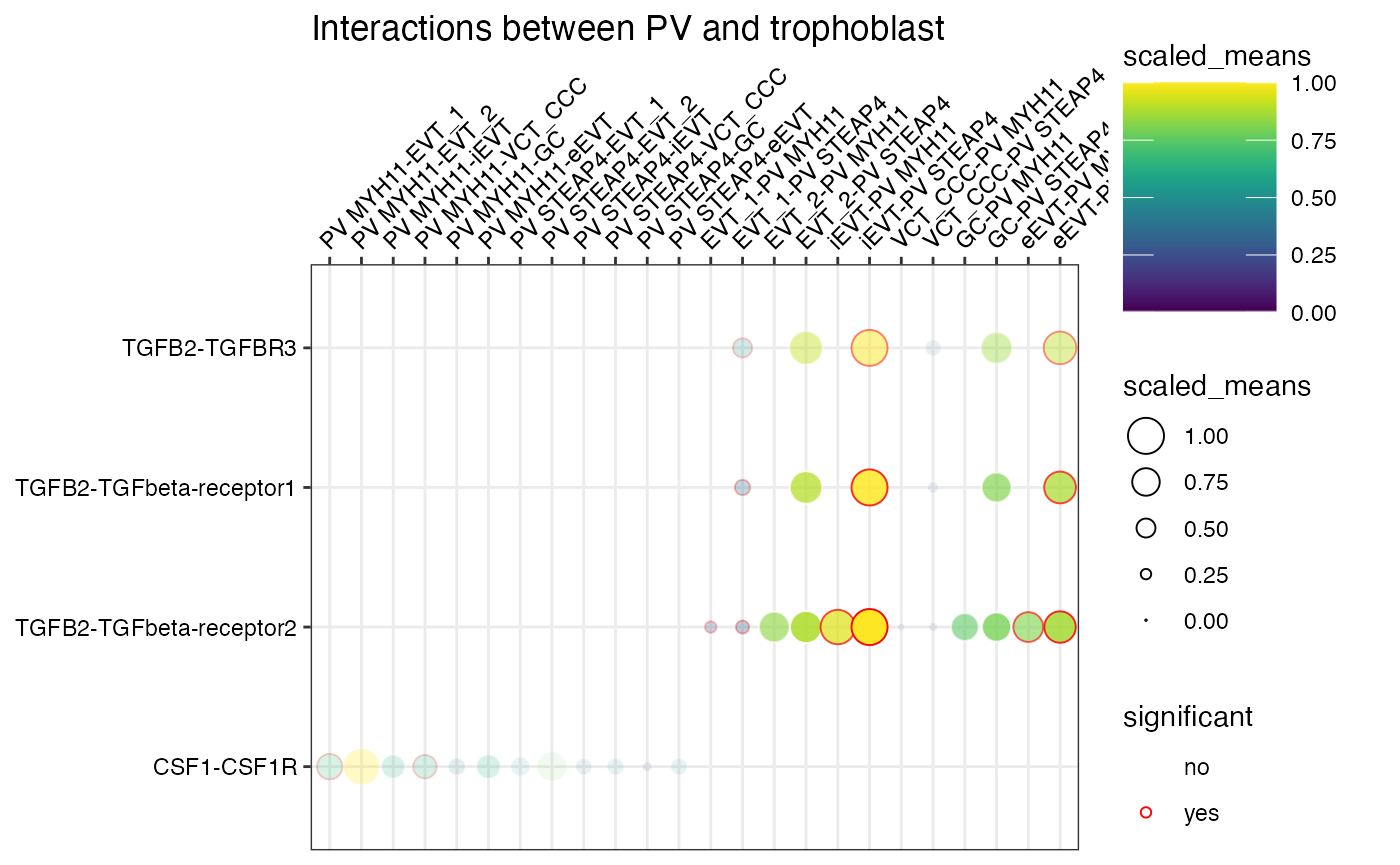 Interactions between PV and trophoblast
PV MYH11-EVT_1
PV MYH11-EVT_2
PV MYH11-iEVT
PV MYH11-VCT_CCC
PV MYH11-GC
PV MYH11-eEVT
PV STEAP4-EVT_1
PV STEAP4-EVT_2
PV STEAP4-iEVT
PV STEAP4-VCT_CCC
PV STEAP4-GC
PV STEAP4-eEVT
EVT_1-PV MYH11
EVT_1-PV STEAP4
EVT_2-PV MYH11
EVT_2-PV STEAP4
iEVT-PV MYH11
iEVT-PV STEAP4
VCT_CCC-PV MYH11
VCT_CCC-PV STEAP4
GC-PV MYH11
GC-PV STEAP4
eEVT-PV M
eEVT-P
TGFB2-TGFBR3
TGFB2-TGFbeta-receptor1
TGFB2-TGFbeta-receptor2
CSF1-CSF1R
scaled_means
1.00
0.75
0.50
0.25
0.00
scaled_means
1.00
0.75
0.50
0.25
0.00
significant
no
yes